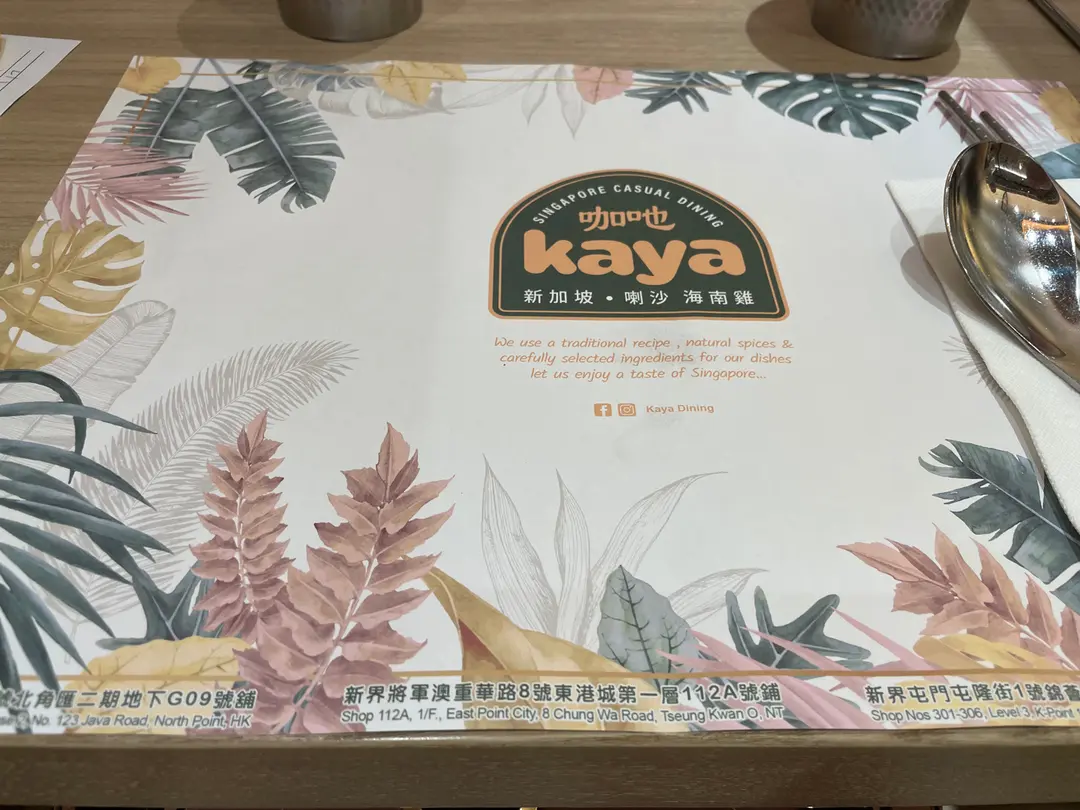 SINGAPORE CASUAL DINING
咖吔
kaya
新加坡・喇沙 海南雞
We use a traditional recipe , natural spices &
carefully selected ingredients for our dishes
let us enjoy a taste of Singapore...
Kaya Dining
北角匯二期地下G09號舖
No. 123 Java Road, North Point, HK
新界將軍澳重華路8號東港城第一層112A號鋪
Shop 112A, 1/F., East Point City, 8 Chung Wa Road, Tseung Kwan O, NT
新界屯門屯隆街1號錦薈
Shop Nos 301-306, Level 3, K-Point